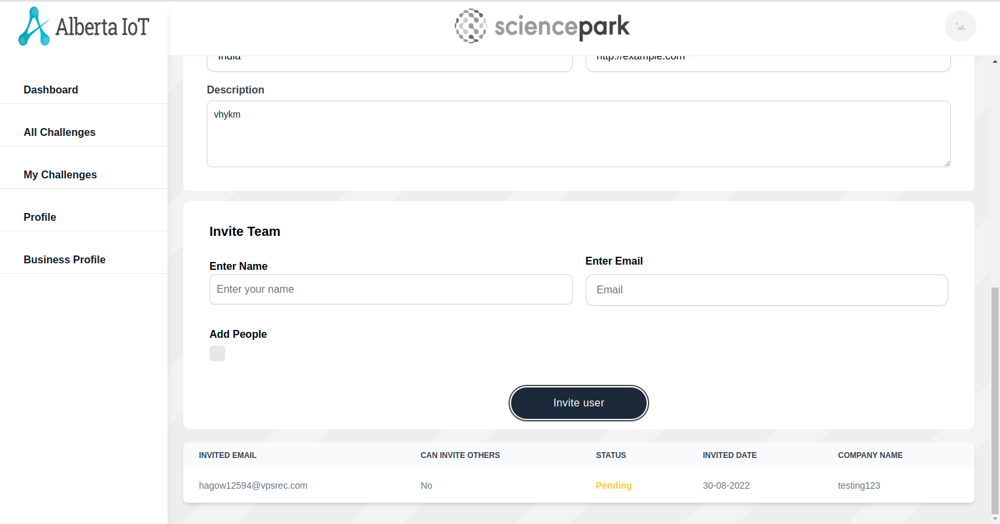 Alberta IoT
sciencepark
Dashboard
All Challenges
My Challenges
Profile
Business Profile
India
http://example.com
Description
vhykm
Invite Team
Enter Name
Enter Email
Enter your name
Email
Add People
Invite user
INVITED EMAIL CAN INVITE OTHERS STATUS INVITED DATE COMPANY NAME
hagow12594@vpsrec.com No Pending 30-08-2022 testing123